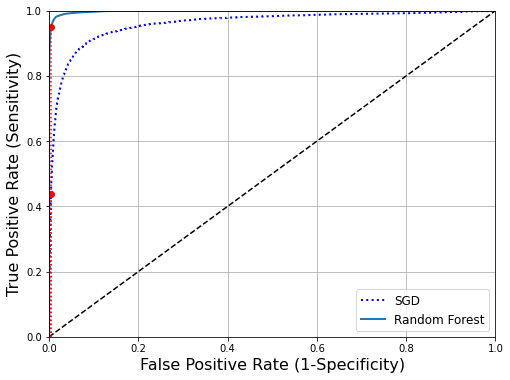 True Positive Rate (Sensitivity)
1.0
0.8
0.6
0.4
0.2
0.0
0.0 0.2 0.4 0.6 0.8 1.0
False Positive Rate (1-Specificity)
SGD
Random Forest